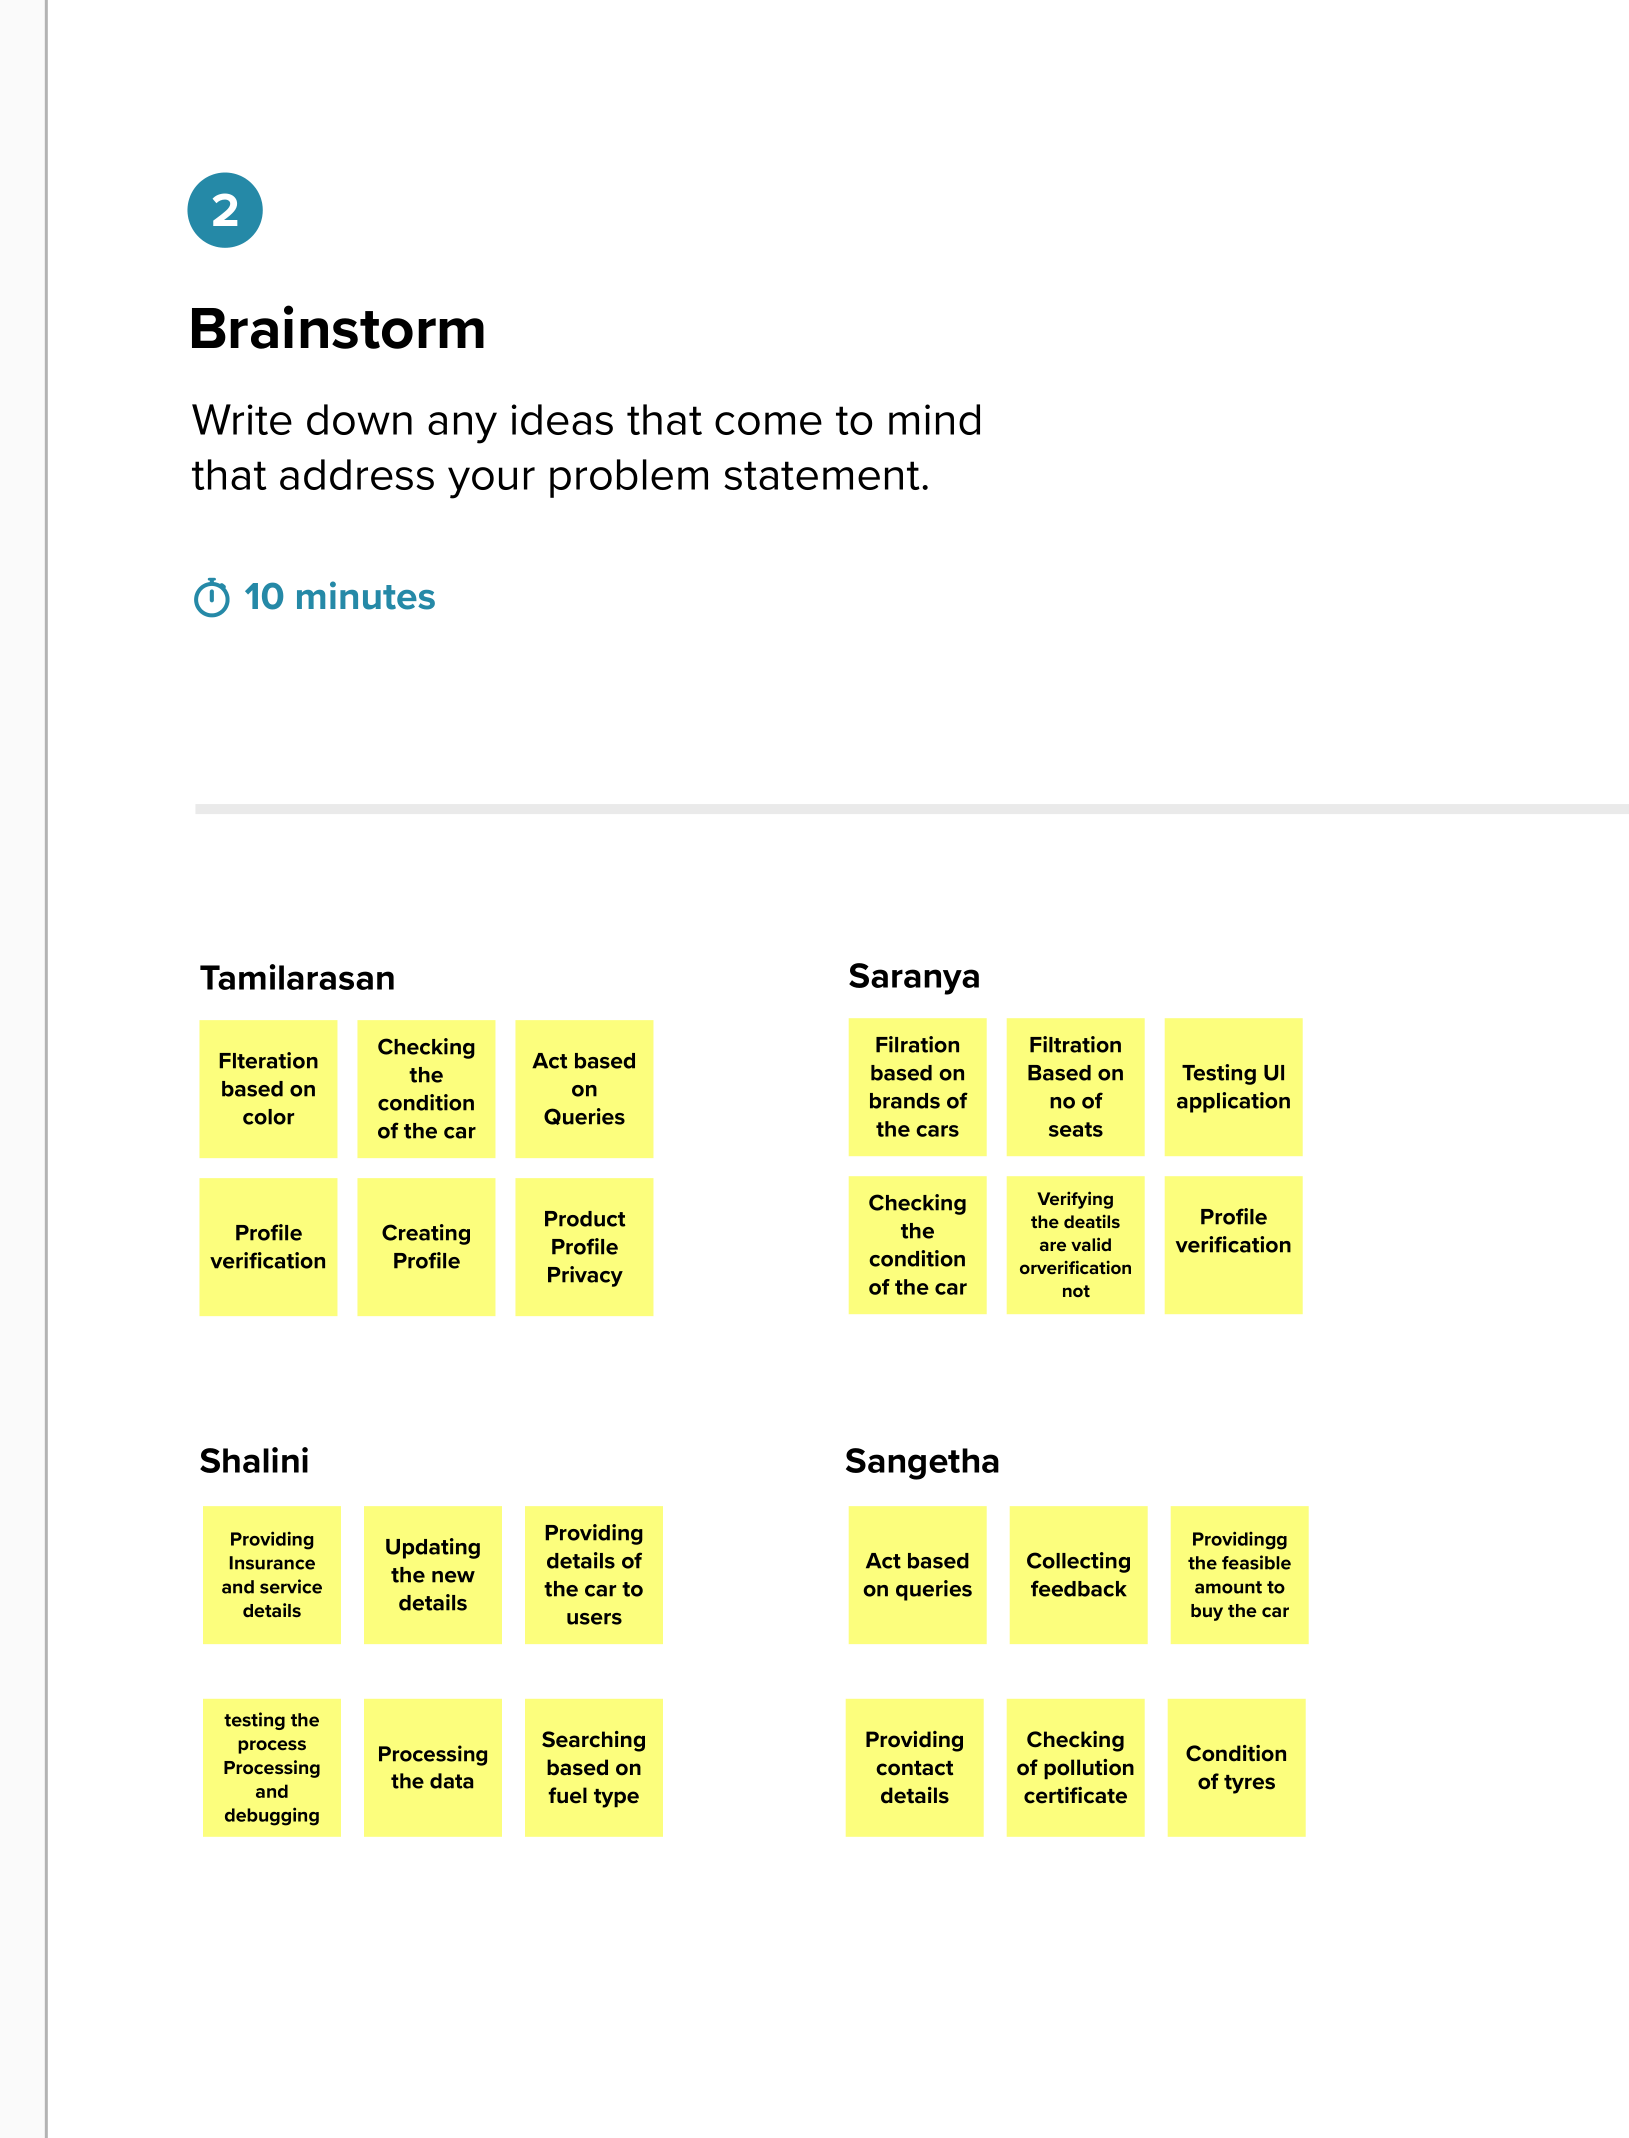 2
Brainstorm
Write down any ideas that come to mind
that address your problem statement.
10 minutes
Tamilarasan
Flteration
based on
color
Checking
the
condition
of the car
Act based
on
Queries
Profile
verification
Creating
Profile
Product
Profile
Privacy
Saranya
Filration
based on
brands of
the cars
Filtration
Based on
no of
seats
Testing UI
application
Checking
the
condition
of the car
Verifying
the deatils
are valid
orverification
not
Profile
verification
Shalini
Providing
Insurance
and service
details
Updating
the new
details
Providing
details of
the car to
users
testing the
process
Processing
and
debugging
Processing
the data
Searching
based on
fuel type
Sangetha
Act based
on queries
Collecting
feedback
Providingg
the feasible
amount to
buy the car
Providing
contact
details
Checking
of pollution
certificate
Condition
of tyres